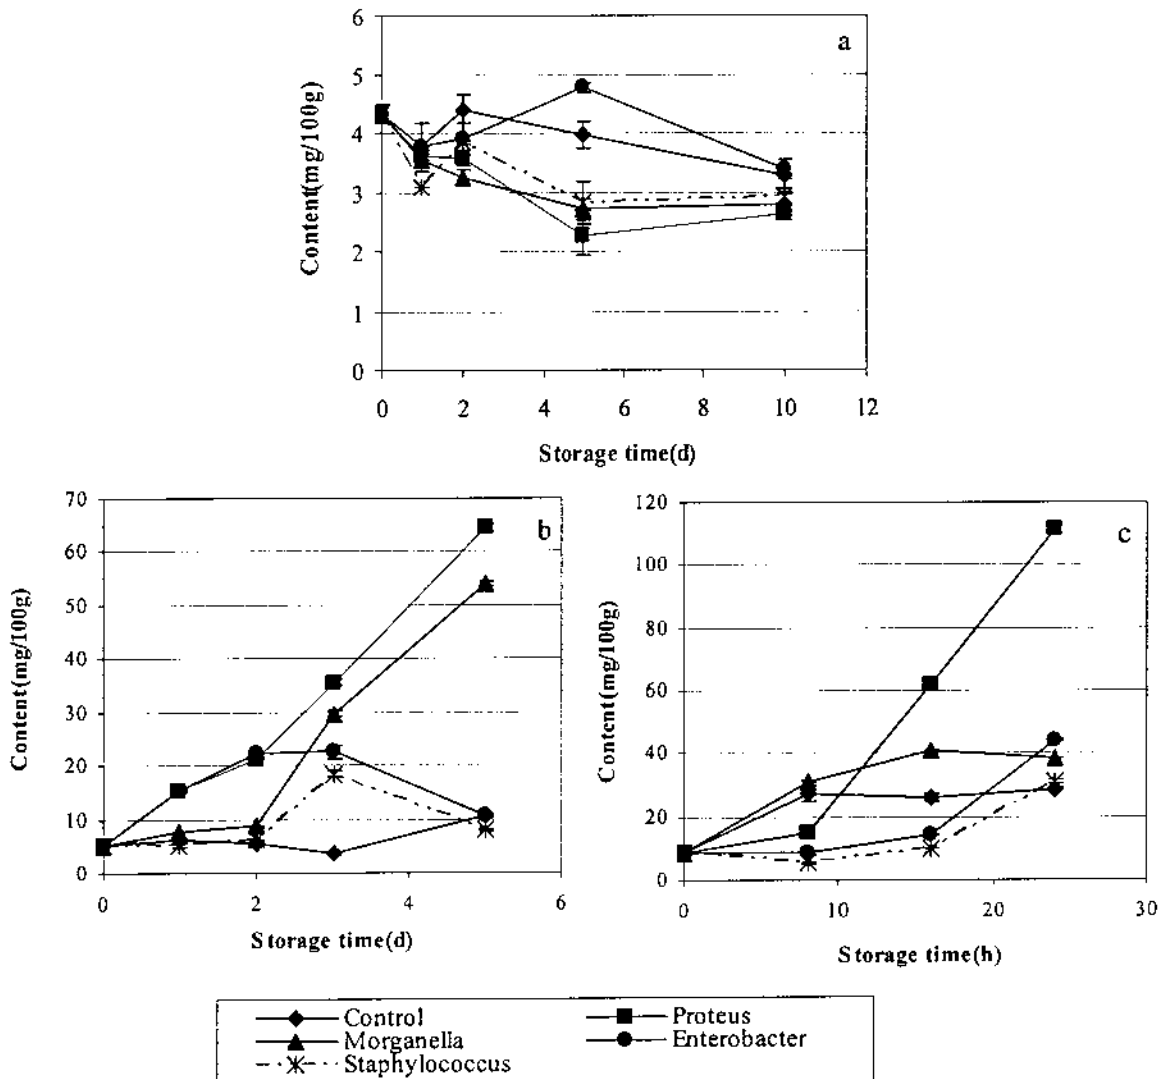 a
Content(mg/100g)
6
5
4
3
2
1
0
0 2 4 6 8 10 12
Storage time(d)
b
Content(mg/100g)
70
60
50
40
30
20
10
0
0 2 4 6
Storage time(d)
c
Content(mg/100g)
120
100
80
60
40
20
0
0 10 20 30
Storage time(h)
Control Proteus
Morganella Enterobacter
Staphylococcus